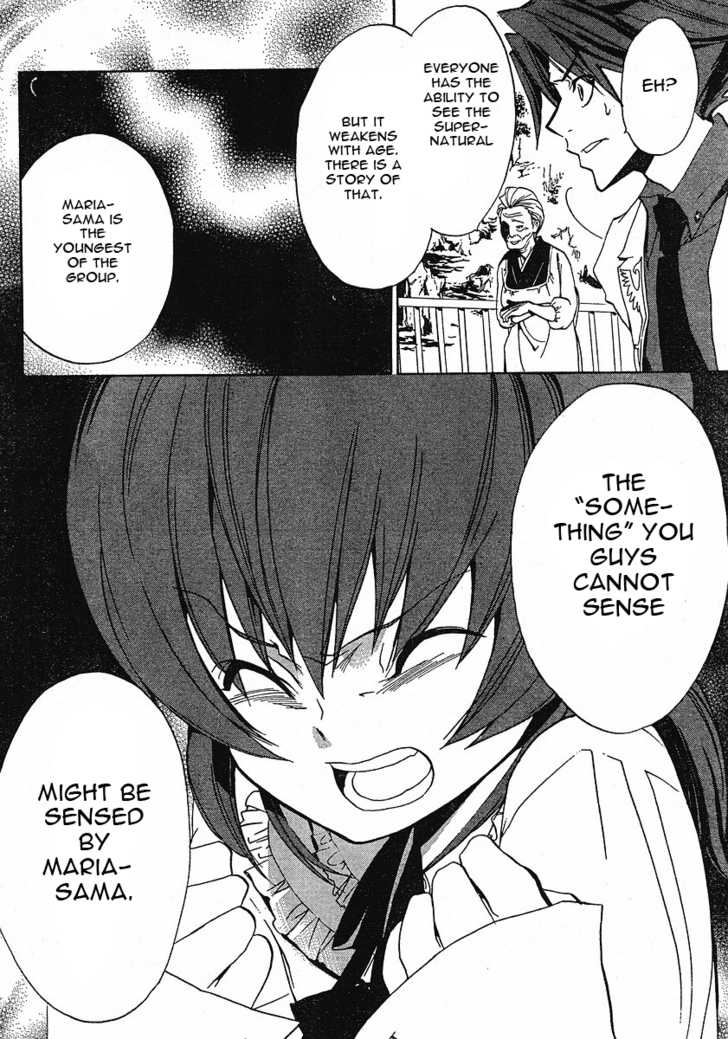 EH?
EVERYONE
HAS THE
ABILITY TO
SEE THE
SUPER-
NATURAL
BUT IT
WEAKENS
WITH AGE.
THERE IS A
STORY OF
THAT.
MARIA-
SAMA IS
THE
YOUNGEST
OF THE
GROUP.
THE
"SOME-
THING" YOU
GUYS
CANNOT
SENSE
MIGHT BE
SENSED
BY
MARIA-
SAMA.